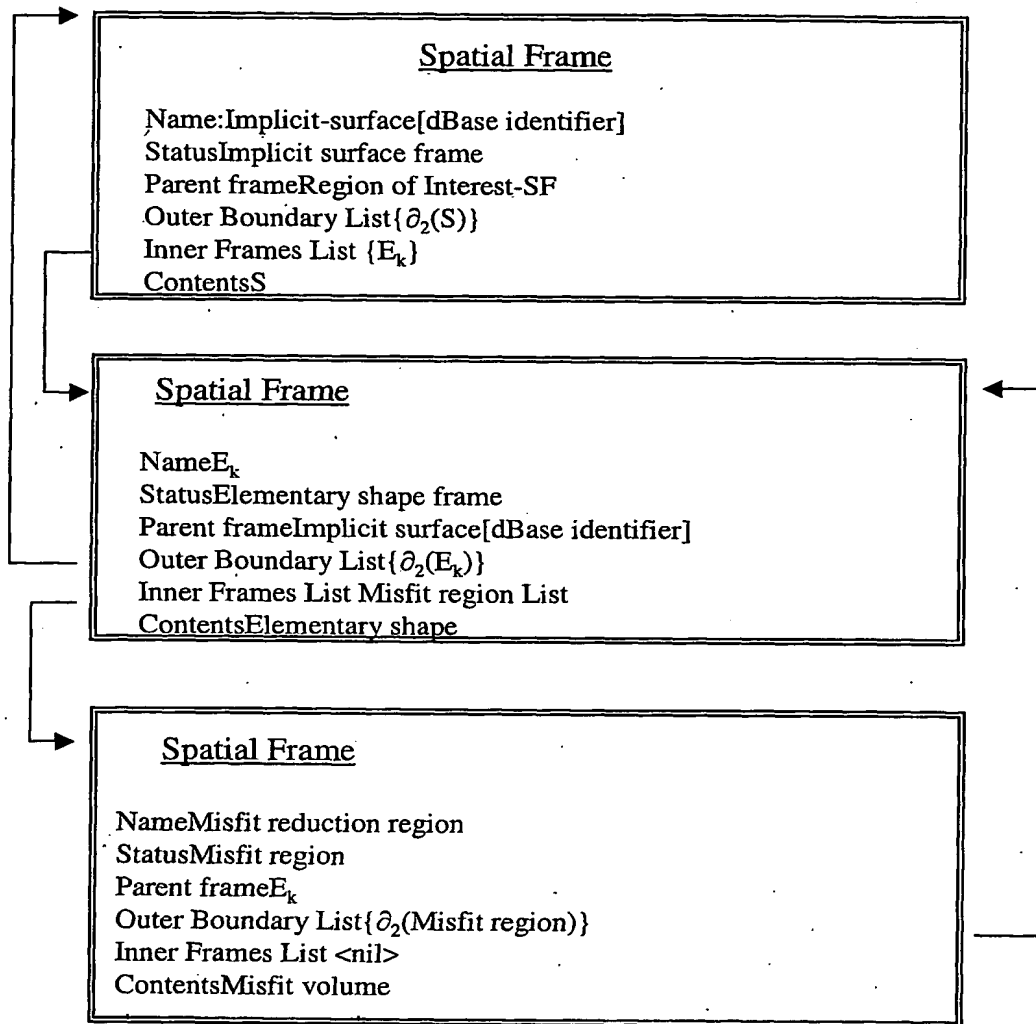 Spatial Frame
Name:Implicit-surface[dBase identifier]
StatusImplicit surface frame
Parent frameRegion of Interest-SF
Outer Boundary List{∂₂(S)}
Inner Frames List {Eₖ}
ContentsS
Spatial Frame
NameEₖ
StatusElementary shape frame
Parent frameImplicit surface[dBase identifier]
Outer Boundary List{∂₂(Eₖ)}
Inner Frames List Misfit region List
ContentsElementary shape
Spatial Frame
NameMisfit reduction region
StatusMisfit region
Parent frameEₖ
Outer Boundary List{∂₂(Misfit region)}
Inner Frames List <nil>
ContentsMisfit volume